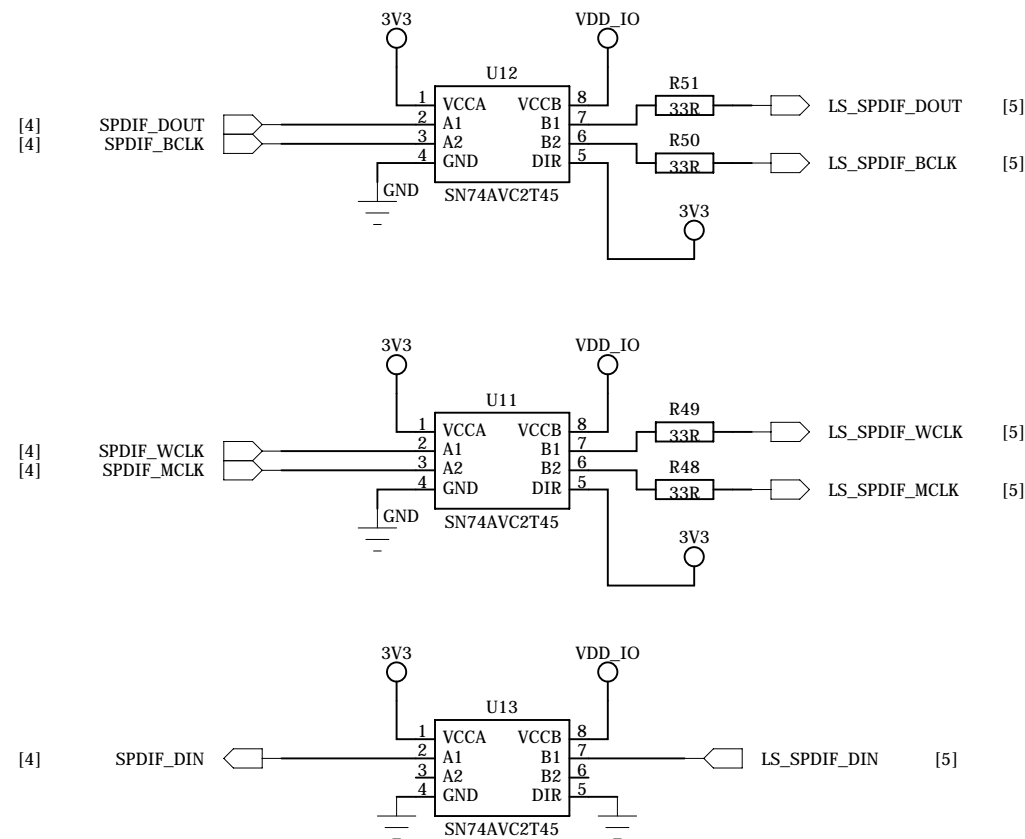 3V3 VDD_IO
U12
R51
1 VCCA VCCB 8 33R LS_SPDIF_DOUT [5]
[4] SPDIF_DOUT 2 A1 B1 7
[4] SPDIF_BCLK 3 A2 B2 6 R50
4 GND DIR 5 33R LS_SPDIF_BCLK [5]
GND SN74AVC2T45
3V3
3V3 VDD_IO
U11
R49
1 VCCA VCCB 8 33R LS_SPDIF_WCLK [5]
[4] SPDIF_WCLK 2 A1 B1 7
[4] SPDIF_MCLK 3 A2 B2 6 R48
4 GND DIR 5 33R LS_SPDIF_MCLK [5]
GND SN74AVC2T45
3V3
3V3 VDD_IO
U13
1 VCCA VCCB 8
[4] SPDIF_DIN 2 A1 B1 7 LS_SPDIF_DIN [5]
3 A2 B2 6
4 GND DIR 5
SN74AVC2T45